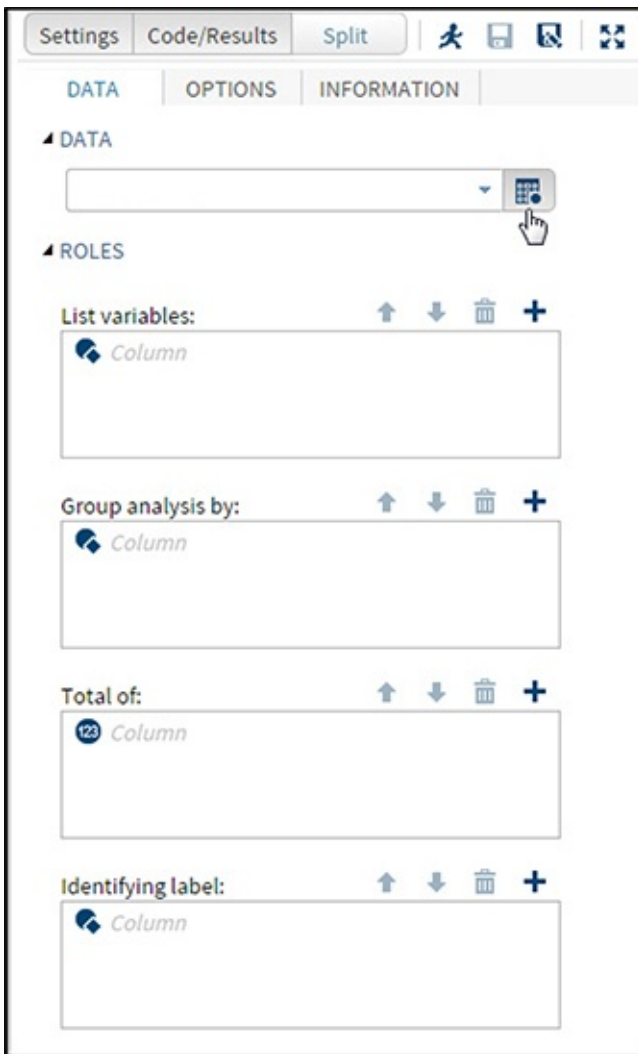 Settings Code/Results Split
DATA OPTIONS INFORMATION
DATA
ROLES
List variables:
Column
Group analysis by:
Column
Total of:
123 Column
Identifying label:
Column